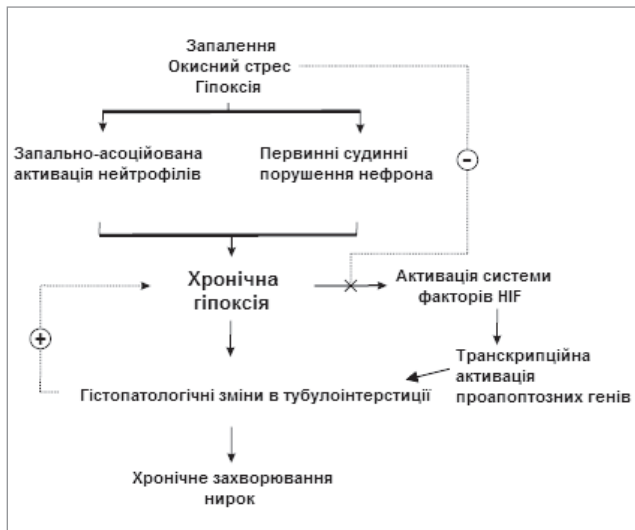 Запалення
Окисний стрес
Гіпоксія
Запально-асоційована
активація нейтрофілів
Первинні судинні
порушення нефрона
−
Хронічна
гіпоксія
Активація системи
факторів HIF
+
Транскрипційна
активація
проапоптозних генів
Гістопатологічні зміни в тубулоінтерстиції
Хронічне захворювання
нирок